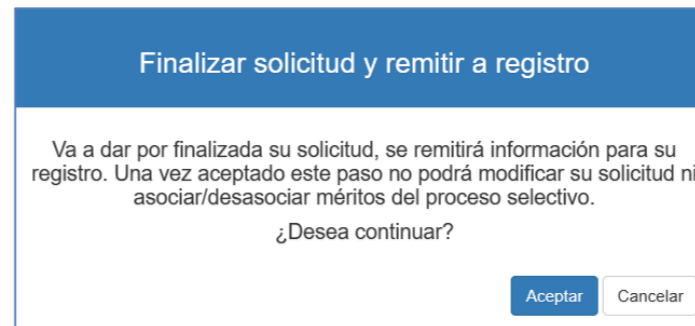 Finalizar solicitud y remitir a registro
Va a dar por finalizada su solicitud, se remitirá información para su
registro. Una vez aceptado este paso no podrá modificar su solicitud ni
asociar/desasociar méritos del proceso selectivo.
¿Desea continuar?
Aceptar Cancelar